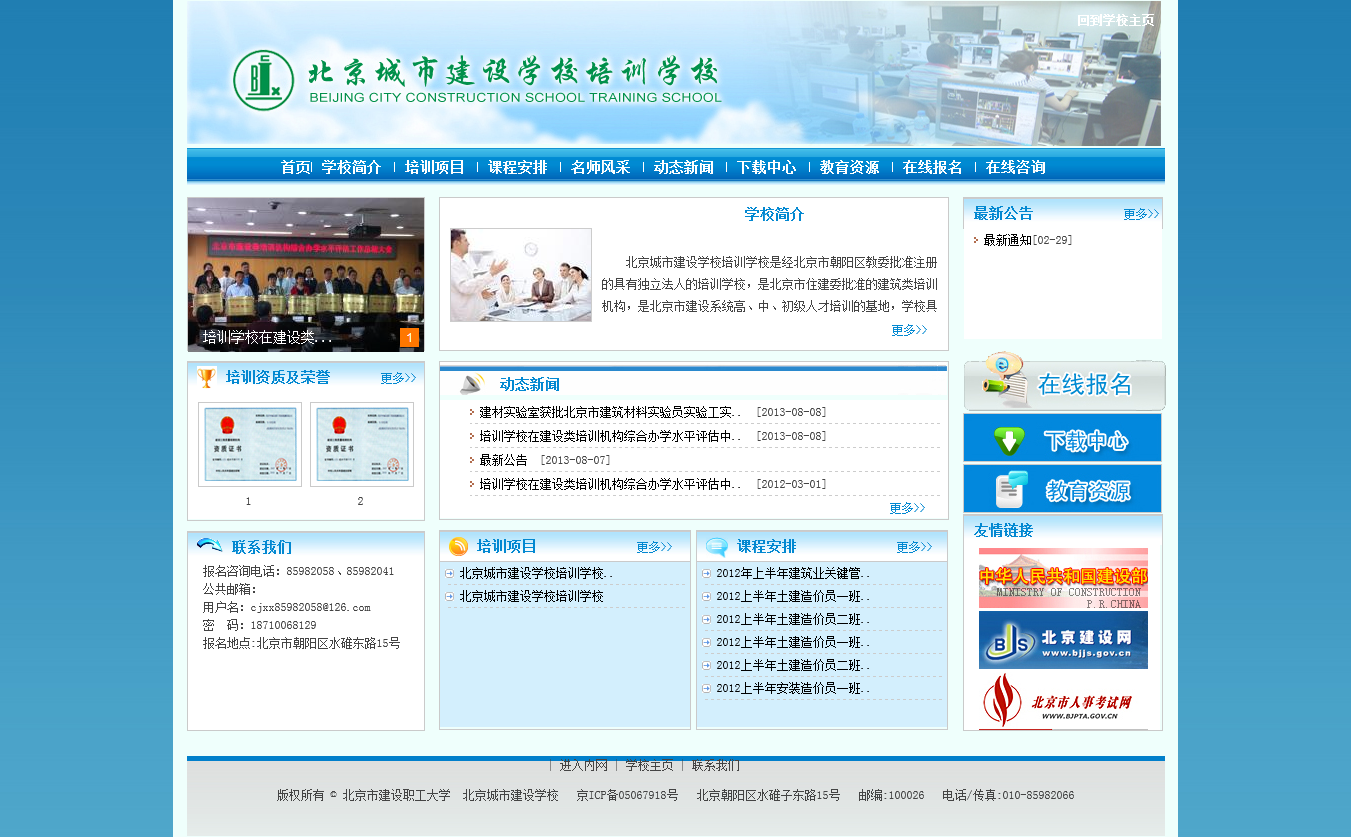 回到学校主页
北京城市建设学校培训学校
BEIJING CITY CONSTRUCTION SCHOOL TRAINING SCHOOL
首页| 学校简介 | 培训项目 | 课程安排 | 名师风采 | 动态新闻 | 下载中心 | 教育资源 | 在线报名 | 在线咨询
北京市建设类培训机构综合办学水平评估工作总结大会
培训学校在建设类...
1
学校简介
北京城市建设学校培训学校是经北京市朝阳区教委批准注册
的具有独立法人的培训学校，是北京市住建委批准的建筑类培训
机构，是北京市建设系统高、中、初级人才培训的基地，学校具
更多>>
最新公告
更多>>
最新通知[02-29]
培训资质及荣誉
更多>>
资质证书
资质证书
1
2
动态新闻
建材实验室获批北京市建筑材料实验员实验工实.. [2013-08-08]
培训学校在建设类培训机构综合办学水平评估中.. [2013-08-08]
最新公告 [2013-08-07]
培训学校在建设类培训机构综合办学水平评估中.. [2012-03-01]
更多>>
在线报名
下载中心
教育资源
联系我们
报名咨询电话：85982058、85982041
公共邮箱：
用户名：cjxx85982058@126.com
密 码：18710068129
报名地点:北京市朝阳区水碓东路15号
培训项目
更多>>
北京城市建设学校培训学校..
北京城市建设学校培训学校
课程安排
更多>>
2012年上半年建筑业关键管..
2012上半年土建造价员一班..
2012上半年土建造价员二班..
2012上半年土建造价员一班..
2012上半年土建造价员二班..
2012上半年安装造价员一班..
友情链接
中华人民共和国建设部
MINISTRY OF CONSTRUCTION
P.R.CHINA
BJJS
北京建设网
www.bjjs.gov.cn
北京市人事考试网
WWW.BJPTA.GOV.CN
| 进入内网 | 学校主页 | 联系我们
版权所有 © 北京市建设职工大学 北京城市建设学校 京ICP备05067918号 北京朝阳区水碓子东路15号 邮编:100026 电话/传真:010-85982066